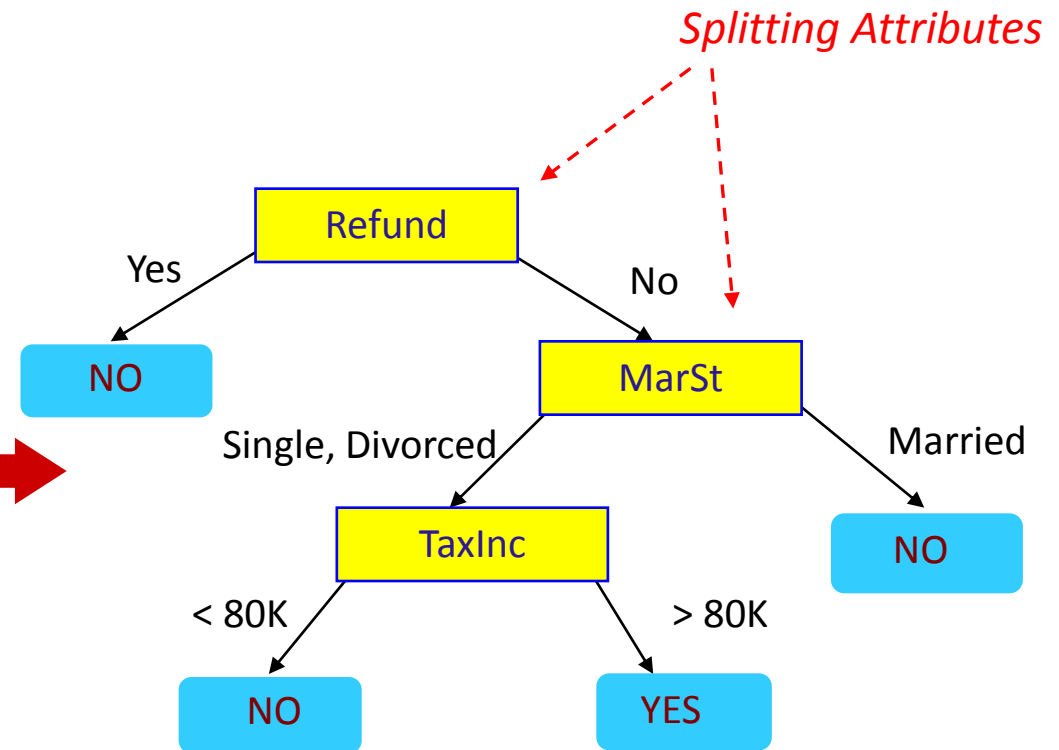 Splitting Attributes
Refund
Yes
No
NO
MarSt
Single, Divorced
Married
TaxInc
NO
< 80K
> 80K
NO
YES